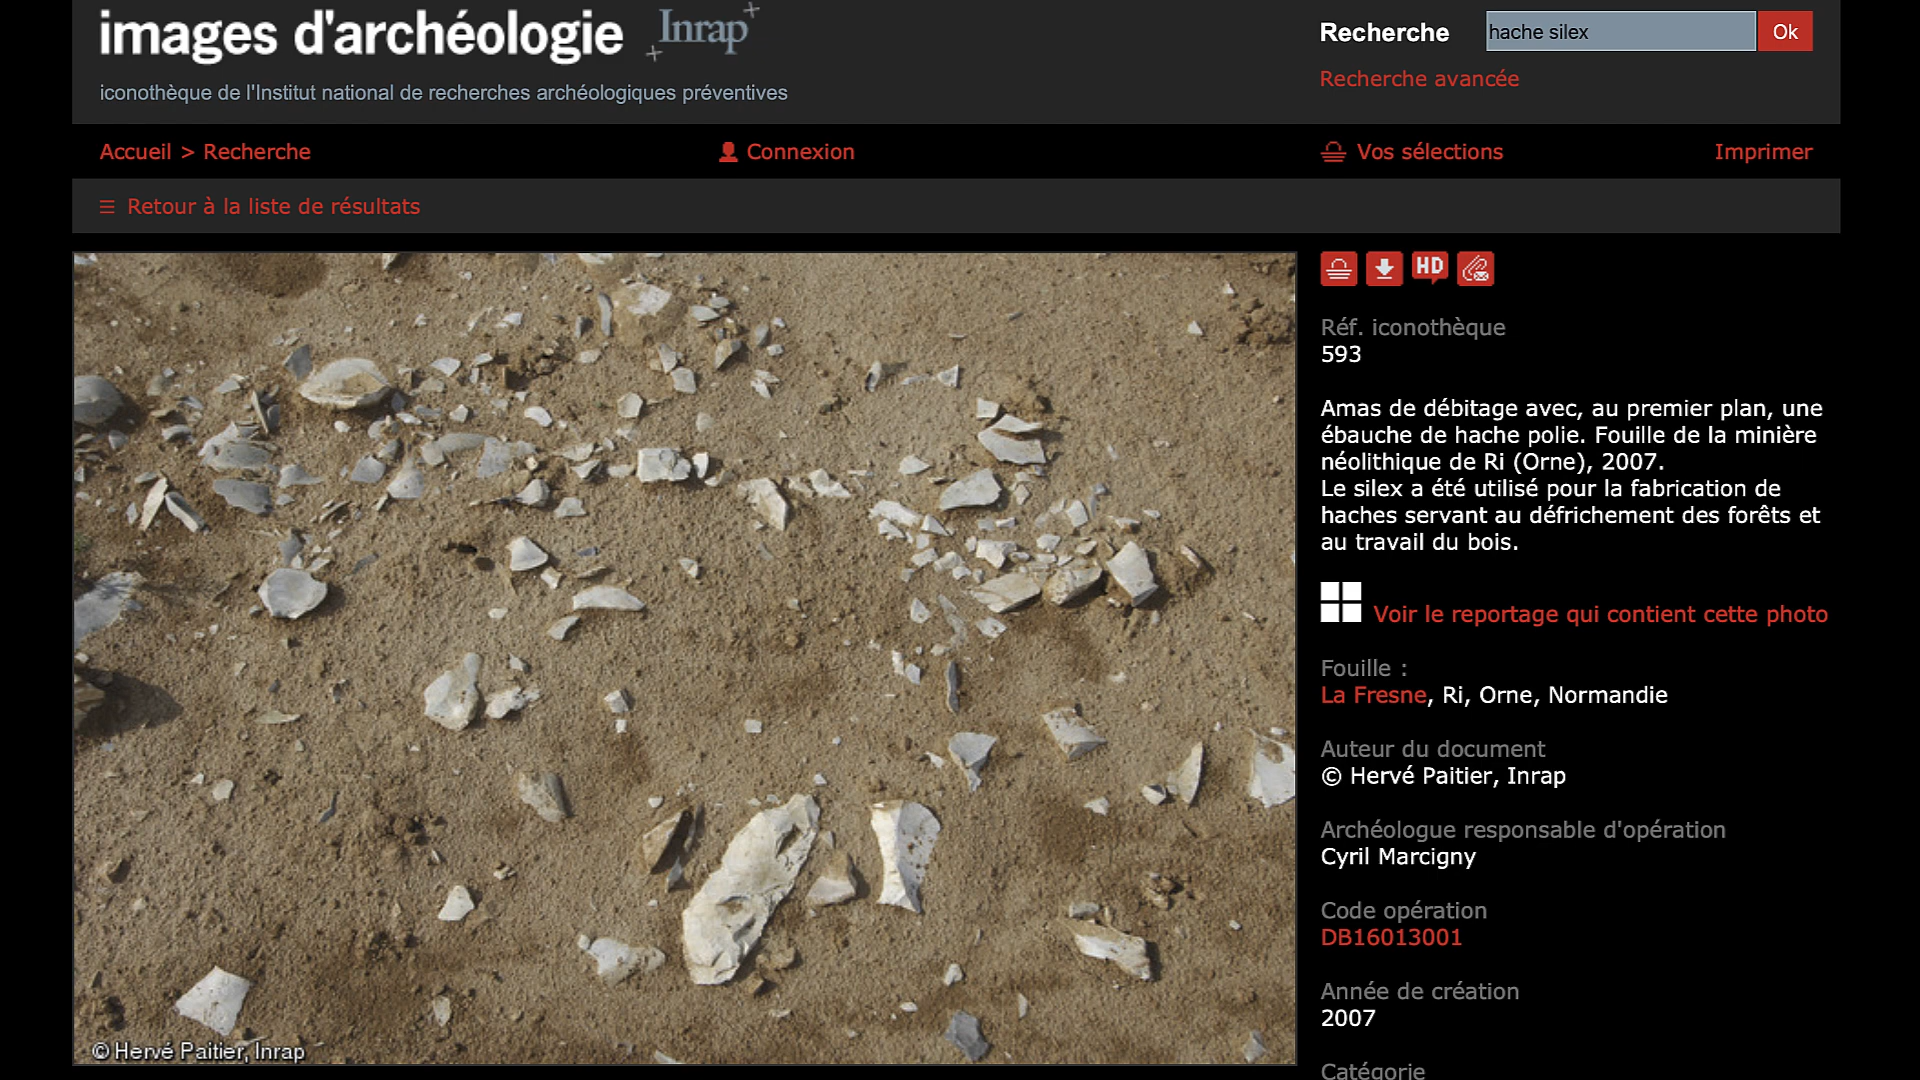 images d'archéologie Inrap
iconothèque de l'Institut national de recherches archéologiques préventives
Recherche hache silex Ok
Recherche avancée
Accueil > Recherche
Connexion
Vos sélections
Imprimer
Retour à la liste de résultats
© Hervé Paitier, Inrap
HD
Réf. iconothèque
593
Amas de débitage avec, au premier plan, une
ébauche de hache polie. Fouille de la minière
néolithique de Ri (Orne), 2007.
Le silex a été utilisé pour la fabrication de
haches servant au défrichement des forêts et
au travail du bois.
Voir le reportage qui contient cette photo
Fouille :
La Fresne, Ri, Orne, Normandie
Auteur du document
© Hervé Paitier, Inrap
Archéologue responsable d'opération
Cyril Marcigny
Code opération
DB16013001
Année de création
2007
Catégorie